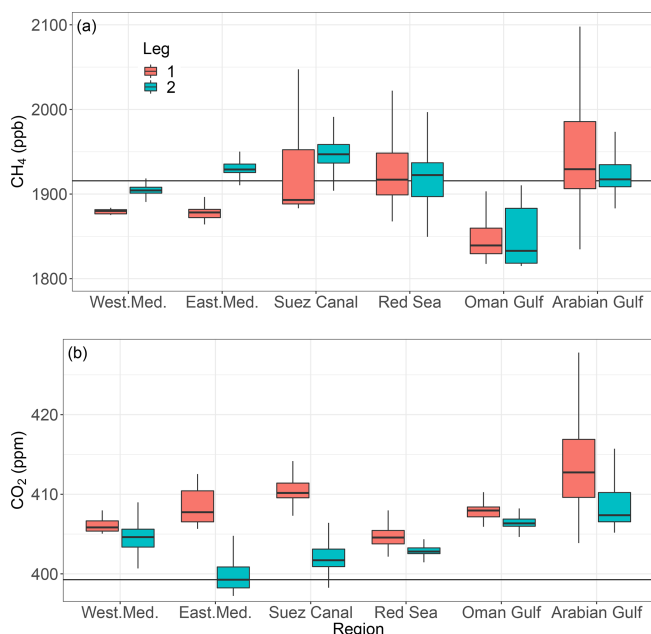 (a)
2100
2000
1900
1800
CH₄ (ppb)
Leg
1
2
West.Med. East.Med. Suez Canal Red Sea Oman Gulf Arabian Gulf
(b)
420
410
400
CO₂ (ppm)
West.Med. East.Med. Suez Canal Red Sea Oman Gulf Arabian Gulf
Region